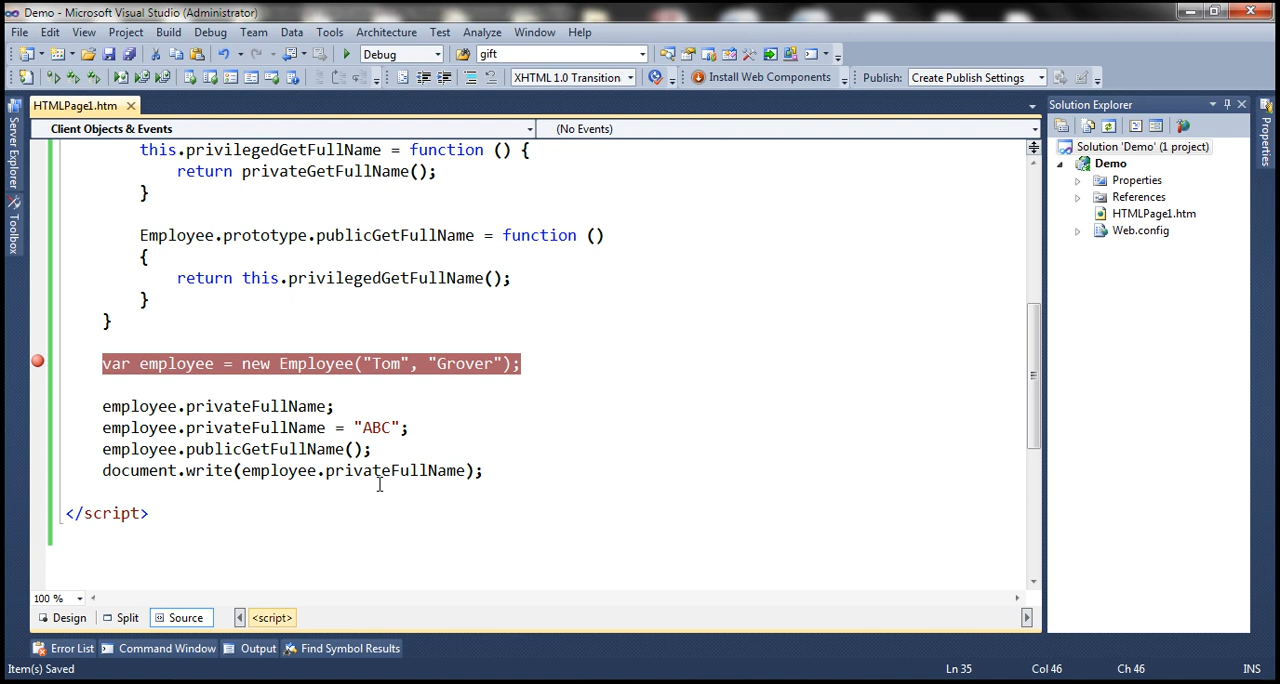 Demo - Microsoft Visual Studio (Administrator)
File Edit View Project Build Debug Team Data Tools Architecture Test Analyze Window Help
Debug gift
XHTML 1.0 Transition Install Web Components Publish: Create Publish Settings
HTMLPage1.htm
Client Objects & Events (No Events)
this.privilegedGetFullName = function () {
return privateGetFullName();
}
Employee.prototype.publicGetFullName = function ()
{
return this.privilegedGetFullName();
}
}
var employee = new Employee("Tom", "Grover");
employee.privateFullName;
employee.privateFullName = "ABC";
employee.publicGetFullName();
document.write(employee.privateFullName);
</script>
100 %
Design Split Source <script>
Error List Command Window Output Find Symbol Results
Item(s) Saved Ln 35 Col 46 Ch 46 INS
Server Explorer
Toolbox
Solution Explorer
Solution 'Demo' (1 project)
Demo
Properties
References
HTMLPage1.htm
Web.config
Properties